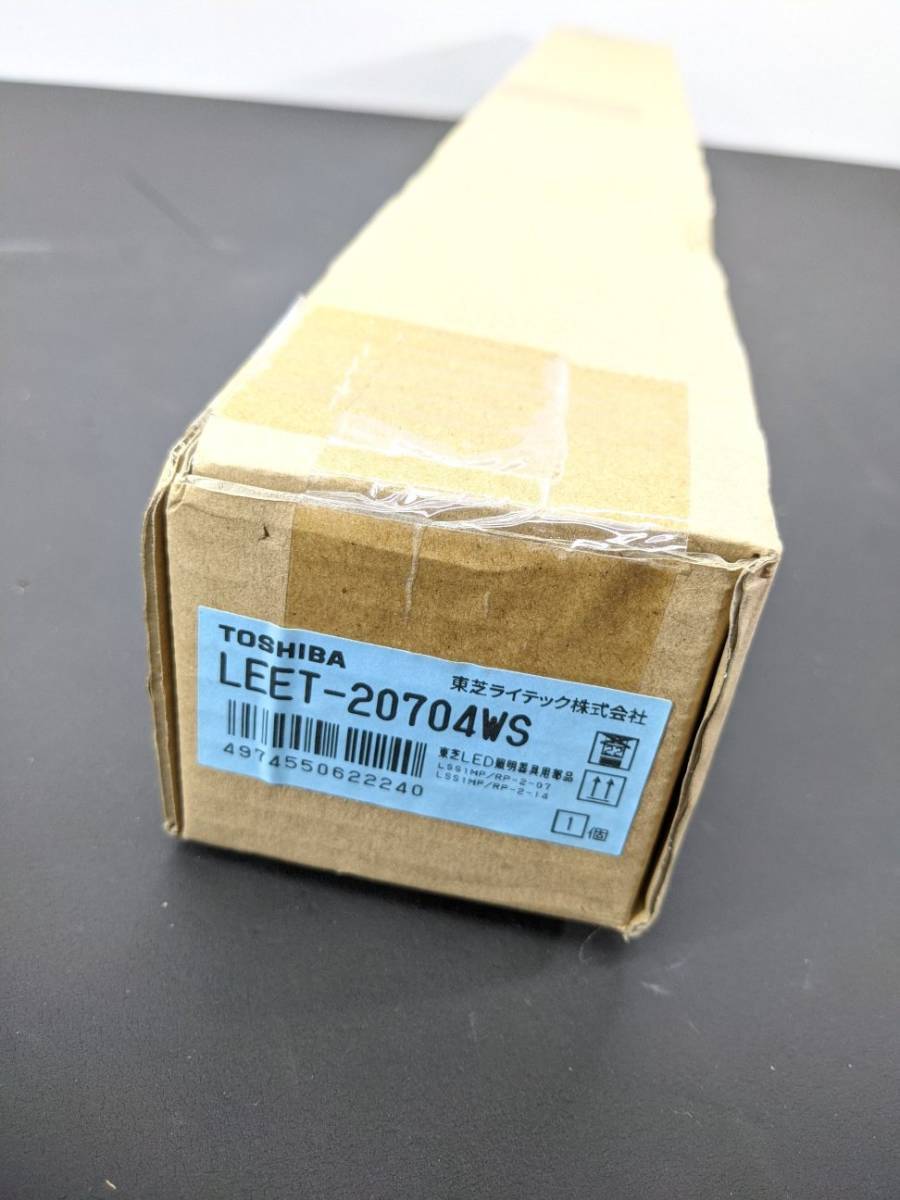 TOSHIBA
東芝ライテック株式会社
LEET-20704WS
4974550622240
東芝LED照明器具用部品
LSS1MP/RP-2-07
LSS1MP/RP-2-14
22
1 個